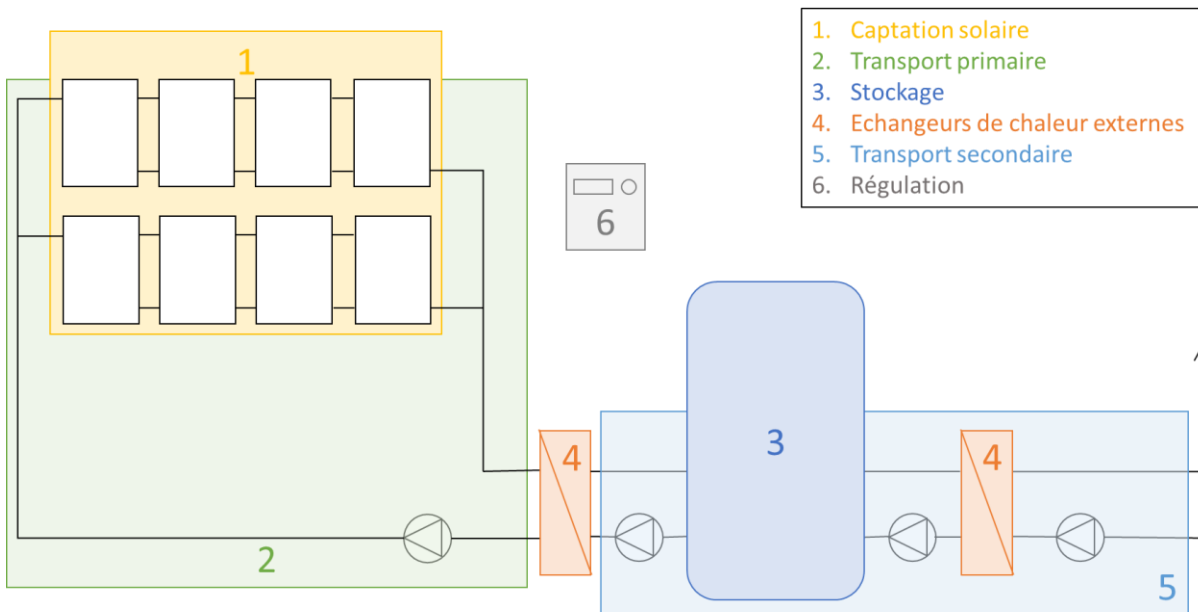 1
1. Captation solaire
2. Transport primaire
3. Stockage
4. Echangeurs de chaleur externes
5. Transport secondaire
6. Régulation
6
3
4
4
2
5